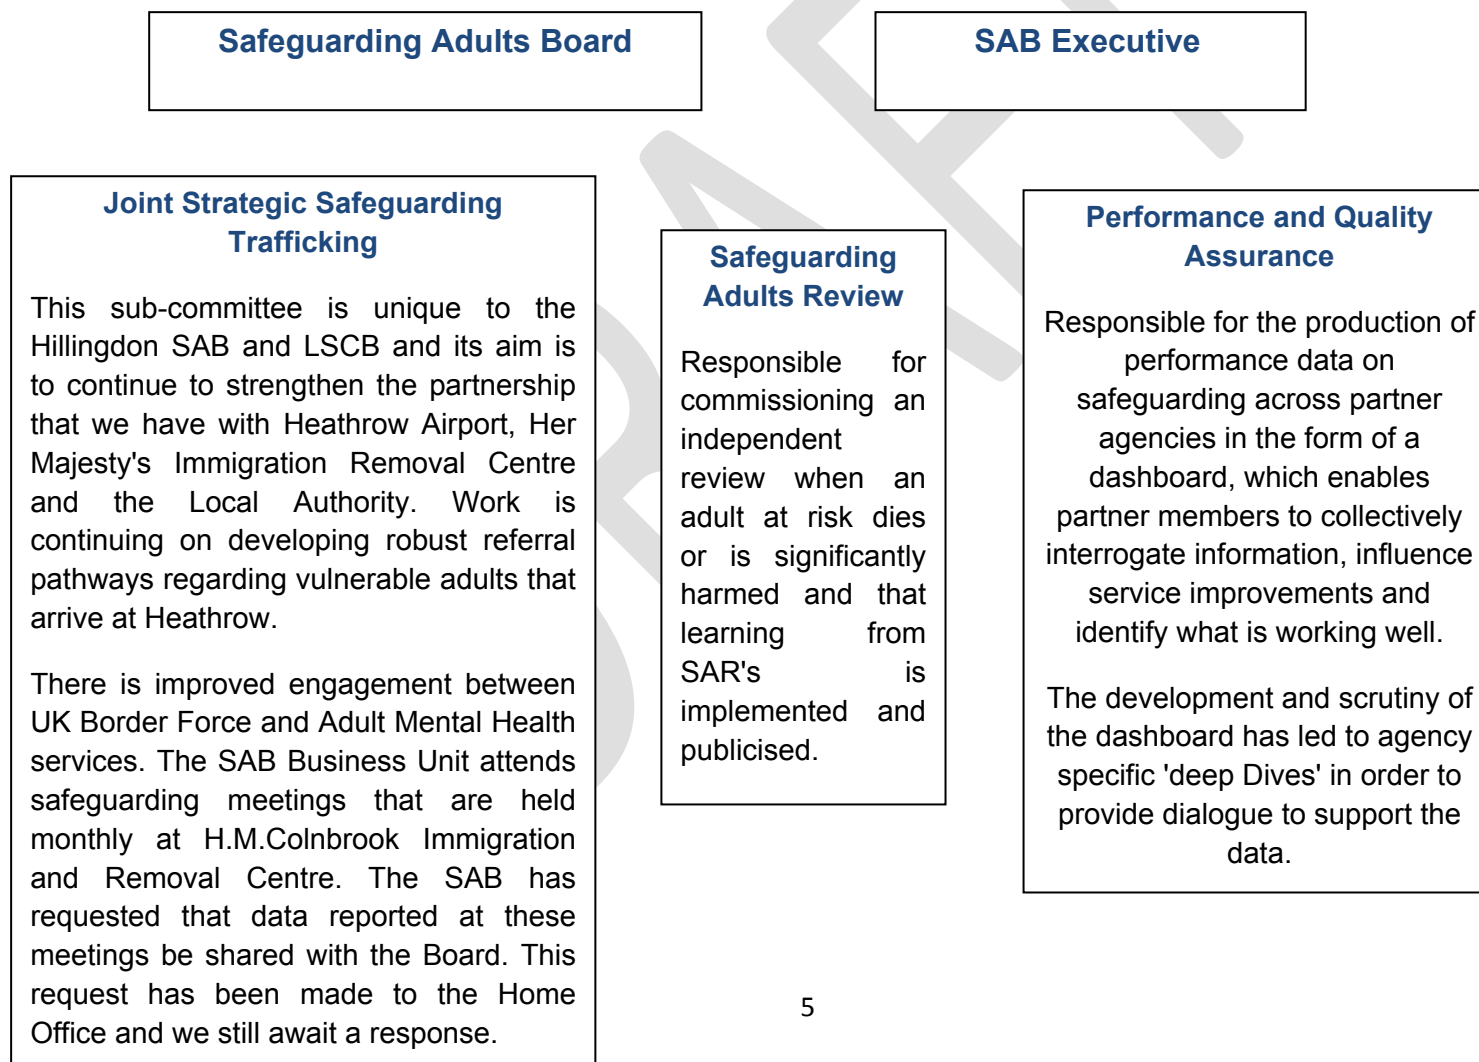 Safeguarding Adults Board
SAB Executive
Joint Strategic Safeguarding
Trafficking
This sub-committee is unique to the
Hillingdon SAB and LSCB and its aim is
to continue to strengthen the partnership
that we have with Heathrow Airport, Her
Majesty's Immigration Removal Centre
and the Local Authority. Work is
continuing on developing robust referral
pathways regarding vulnerable adults that
arrive at Heathrow.
There is improved engagement between
UK Border Force and Adult Mental Health
services. The SAB Business Unit attends
safeguarding meetings that are held
monthly at H.M.Colnbrook Immigration
and Removal Centre. The SAB has
requested that data reported at these
meetings be shared with the Board. This
request has been made to the Home
Office and we still await a response.
Safeguarding
Adults Review
Responsible for
commissioning an
independent
review when an
adult at risk dies
or is significantly
harmed and that
learning from
SAR's is
implemented and
publicised.
Performance and Quality
Assurance
Responsible for the production of
performance data on
safeguarding across partner
agencies in the form of a
dashboard, which enables
partner members to collectively
interrogate information, influence
service improvements and
identify what is working well.
The development and scrutiny of
the dashboard has led to agency
specific 'deep Dives' in order to
provide dialogue to support the
data.
5